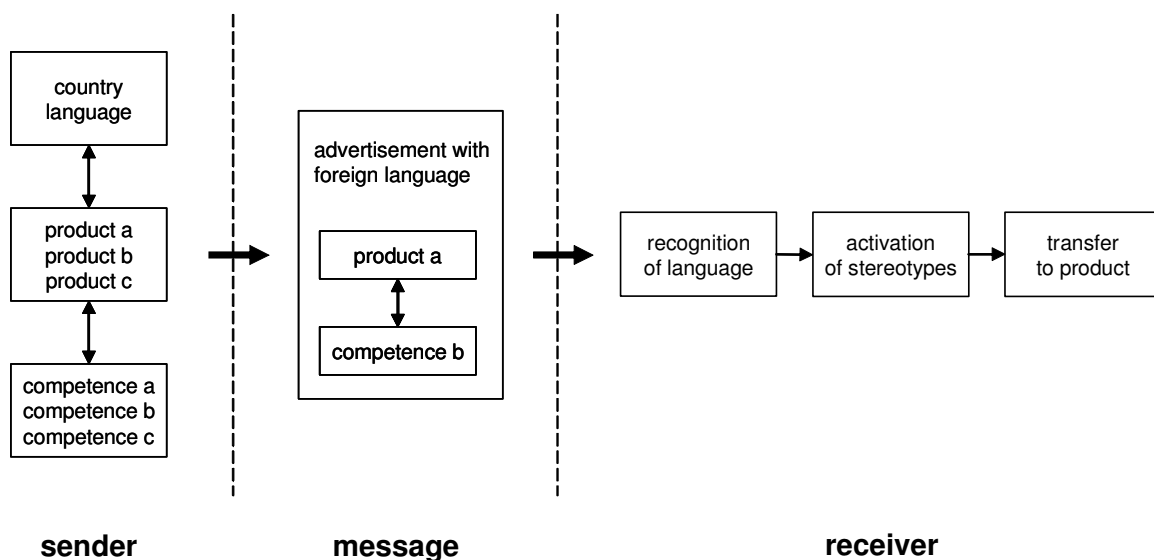 country
language
product a
product b
product c
competence a
competence b
competence c
sender
advertisement with
foreign language
product a
competence b
message
recognition
of language
activation
of stereotypes
transfer
to product
receiver